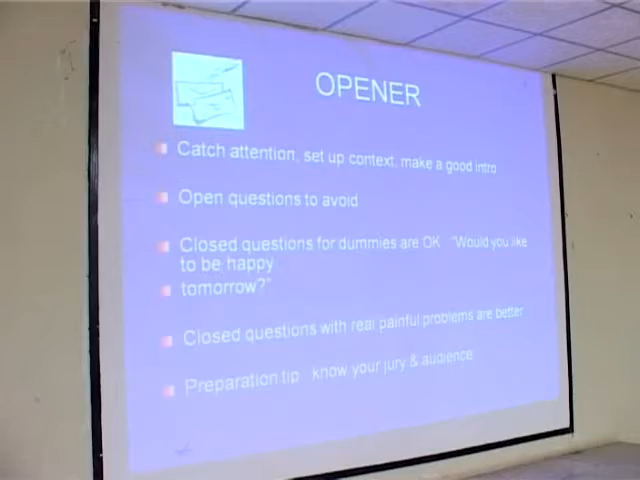 OPENER
Catch attention, set up context, make a good intro
Open questions to avoid
Closed questions for dummies are OK "Would you like
to be happy
tomorrow?"
Closed questions with real painful problems are better
Preparation tip know your jury & audience